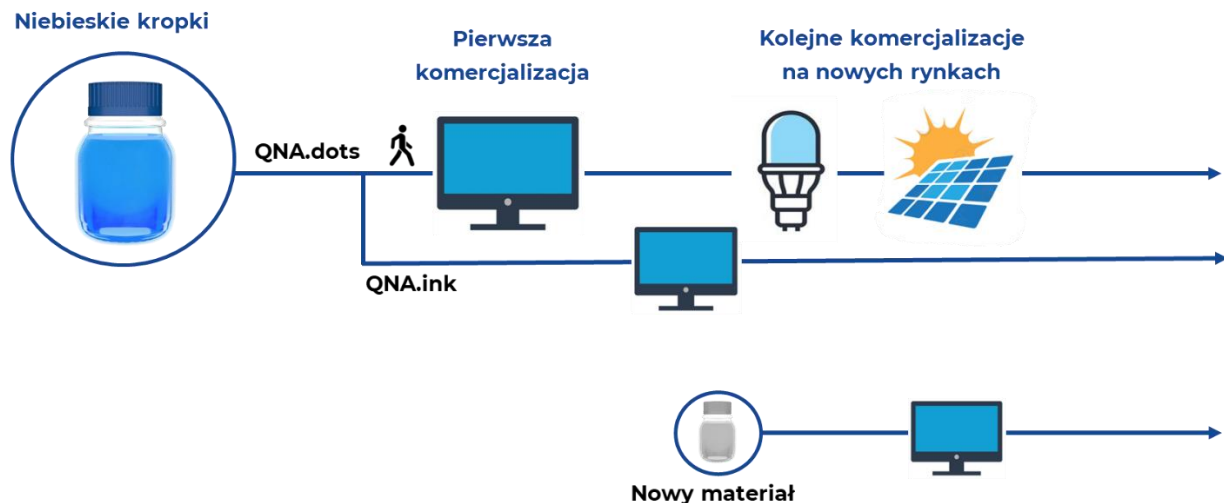 Niebieskie kropki
Pierwsza
komercjalizacja
Kolejne komercjalizacje
na nowych rynkach
QNA.dots
QNA.ink
Nowy materiał